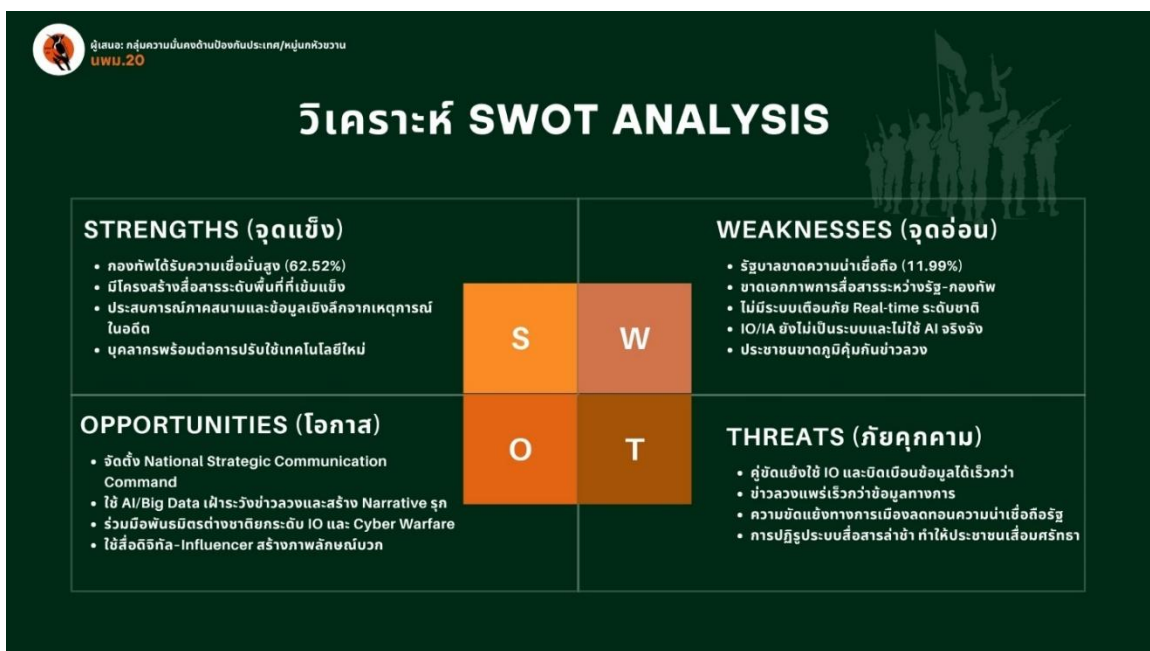 ผู้เสนอ: กลุ่มความมั่นคงด้านป้องกันประเทศ/หมู่นกหัวขวาน
นพม.20
วิเคราะห์ SWOT ANALYSIS
STRENGTHS (จุดแข็ง)
• กองทัพได้รับความเชื่อมั่นสูง (62.52%)
• มีโครงสร้างสื่อสารระดับพื้นที่ที่เข้มแข็ง
• ประสบการณ์ภาคสนามและข้อมูลเชิงลึกจากเหตุการณ์
ในอดีต
• บุคลากรพร้อมต่อการปรับใช้เทคโนโลยีใหม่
S
W
WEAKNESSES (จุดอ่อน)
• รัฐบาลขาดความน่าเชื่อถือ (11.99%)
• ขาดเอกภาพการสื่อสารระหว่างรัฐ-กองทัพ
• ไม่มีระบบเตือนภัย Real-time ระดับชาติ
• IO/IA ยังไม่เป็นระบบและไม่ใช้ AI จริงจัง
• ประชาชนขาดภูมิคุ้มกันข่าวลวง
OPPORTUNITIES (โอกาส)
• จัดตั้ง National Strategic Communication
Command
• ใช้ AI/Big Data เฝ้าระวังข่าวลวงและสร้าง Narrative รุก
• ร่วมมือพันธมิตรต่างชาติยกระดับ IO และ Cyber Warfare
• ใช้สื่อดิจิทัล-Influencer สร้างภาพลักษณ์บวก
O
T
THREATS (ภัยคุกคาม)
• คู่ขัดแย้งใช้ IO และบิดเบือนข้อมูลได้เร็วกว่า
• ข่าวลวงแพร่เร็วกว่าข้อมูลทางการ
• ความขัดแย้งทางการเมืองลดทอนความน่าเชื่อถือรัฐ
• การปฏิรูประบบสื่อสารล่าช้า ทำให้ประชาชนเสื่อมศรัทธา